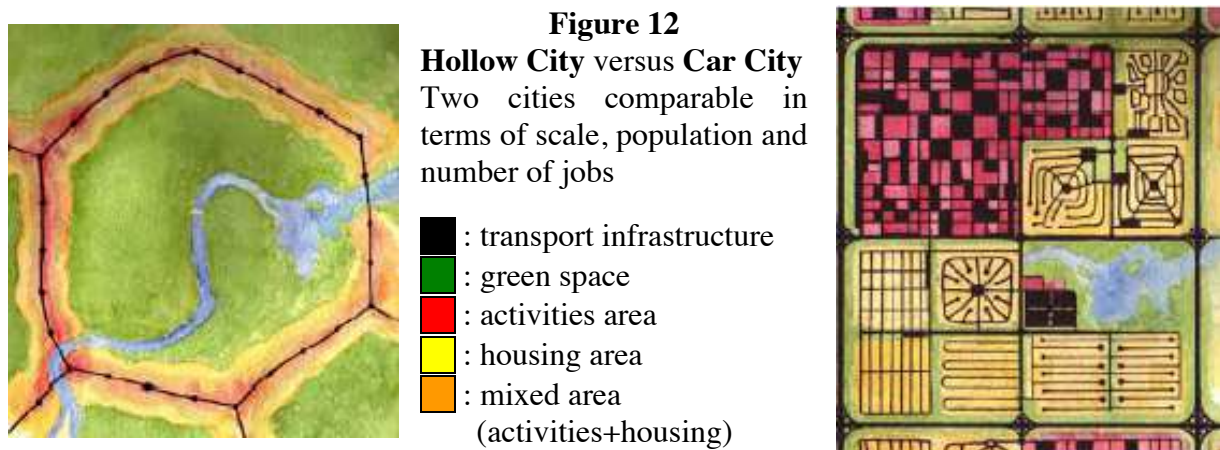 Figure 12
Hollow City versus Car City
Two cities comparable in
terms of scale, population and
number of jobs
: transport infrastructure
: green space
: activities area
: housing area
: mixed area
(activities+housing)